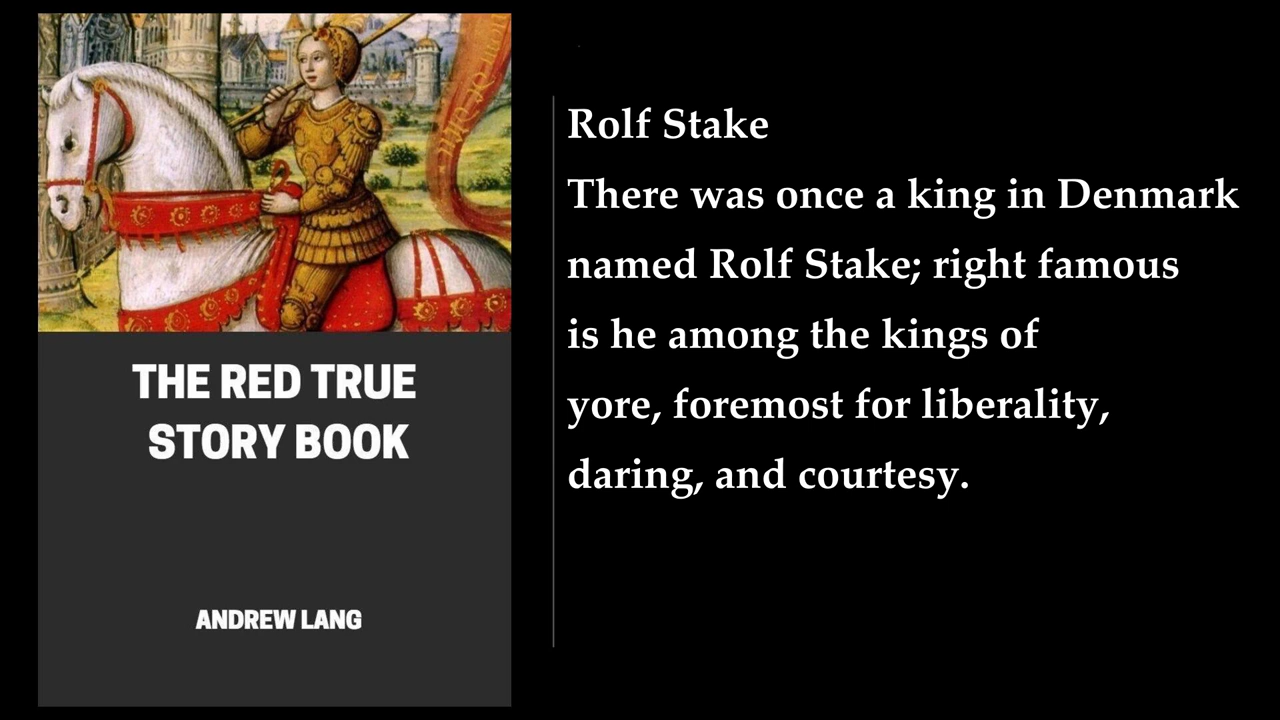 THE RED TRUE
STORY BOOK
ANDREW LANG
Rolf Stake
There was once a king in Denmark
named Rolf Stake; right famous
is he among the kings of
yore, foremost for liberality,
daring, and courtesy.